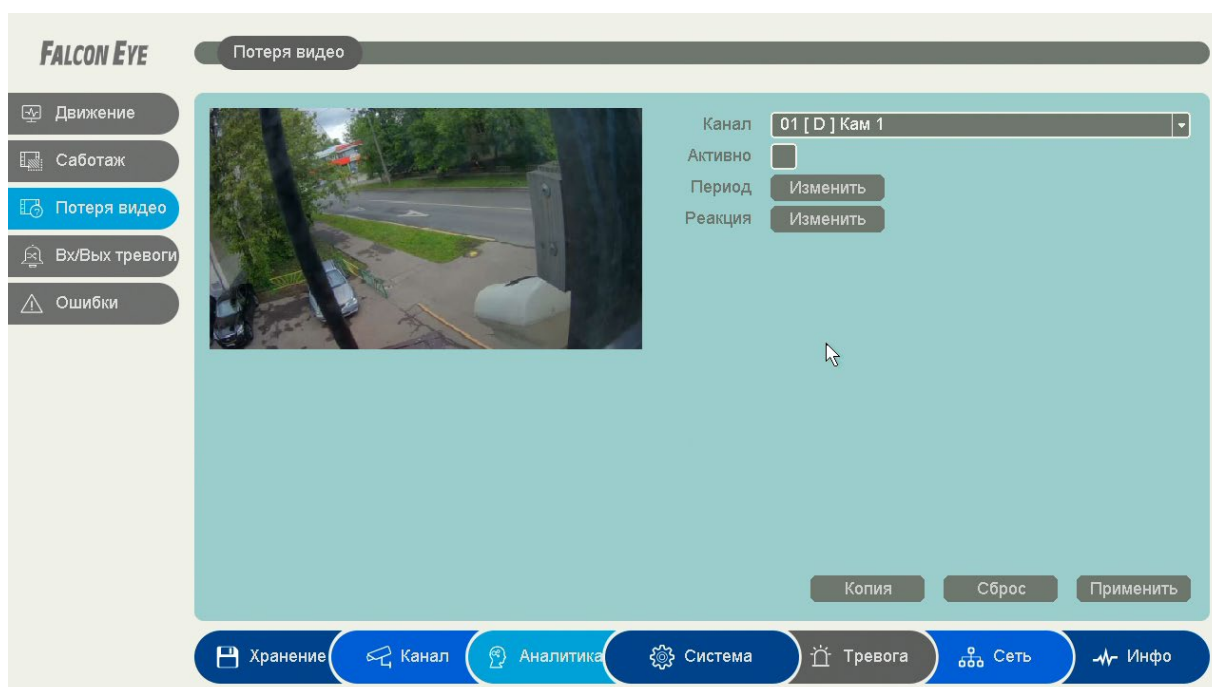 FALCON EYE
Потеря видео
Движение
Саботаж
Потеря видео
Вх/Вых тревоги
Ошибки
Канал 01 [ D ] Кам 1
Активно
Период Изменить
Реакция Изменить
Копия Сброс Применить
Хранение Канал Аналитика Система Тревога Сеть Инфо